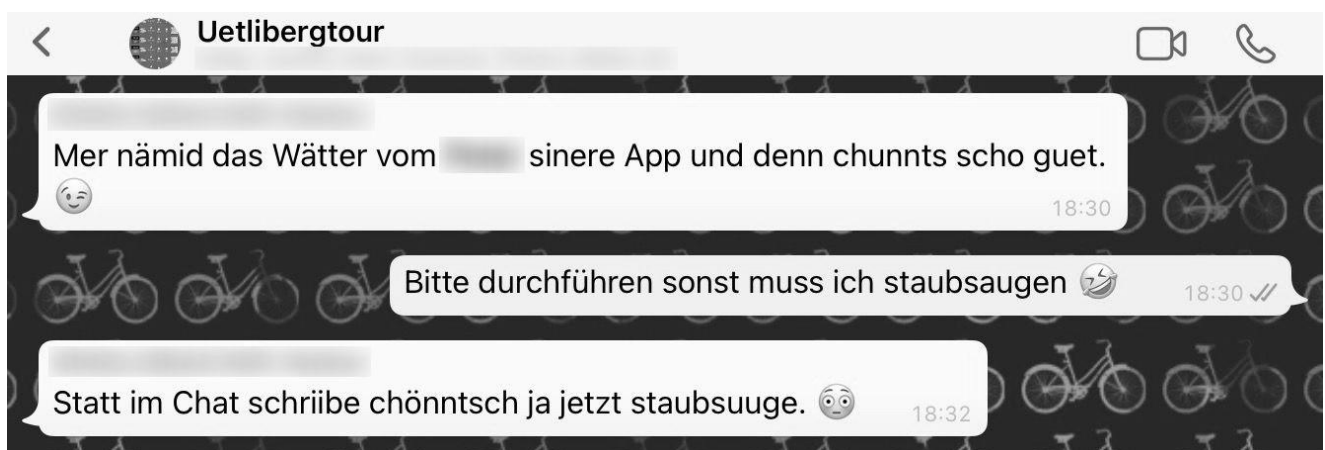 Uetlibergtour
Mer nämid das Wätter vom sinere App und denn chunnts scho guet.
😉
18:30
Bitte durchführen sonst muss ich staubsaugen 🤣
18:30
Statt im Chat schriibe chönntsch ja jetzt staubsuuge. 😳
18:32